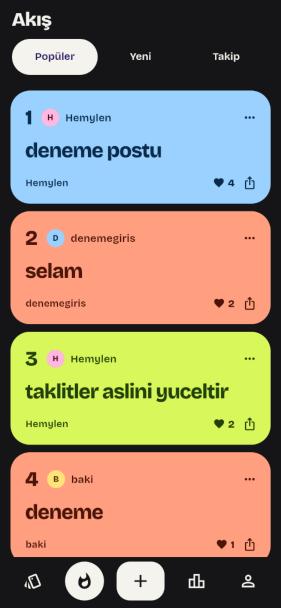 Akış
Popüler Yeni Takip
1 H Hemylen
deneme postu
Hemylen 4
2 D denemegiris
selam
denemegiris 2
3 H Hemylen
taklitler aslini yuceltir
Hemylen 2
4 B baki
deneme
baki 1